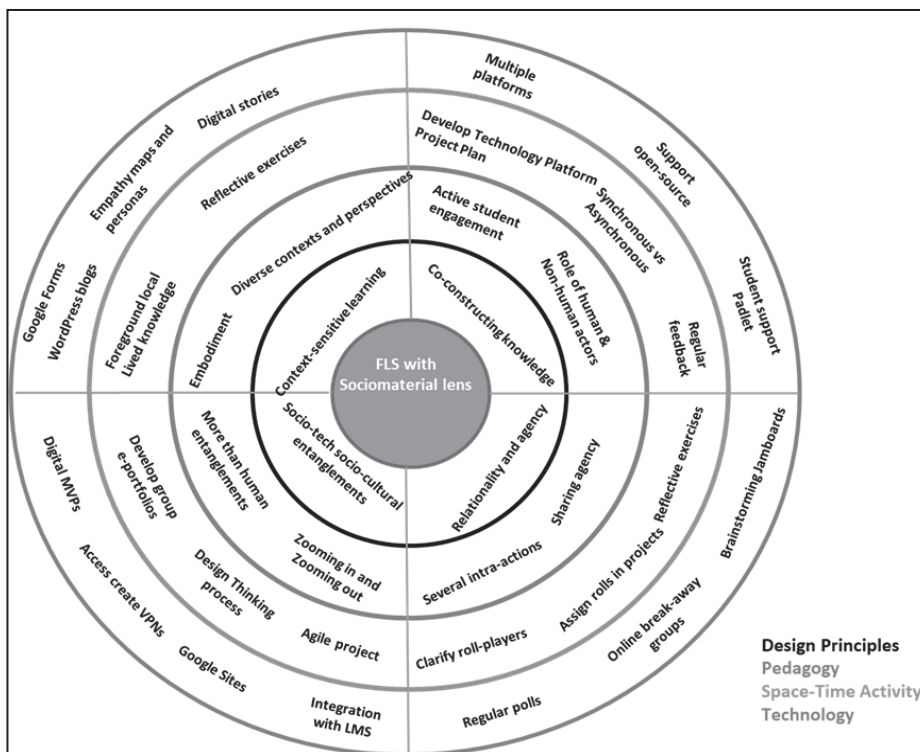 Multiple
platforms
Digital stories
Empathy maps and
personas
Google Forms
WordPress blogs
Support
open-source
Student support
Padlet
Reflective exercises
Develop Technology Platform
Project Plan
Synchronous vs
Asynchronous
Foreground local
Lived knowledge
Regular
feedback
Diverse contexts and perspectives
Active student
engagement
Embodiment
Role of human &
Non-human actors
Context-sensitive learning
Co-constructing knowledge
FLS with
Sociomaterial lens
Socio-tech socio-cultural
entanglements
Relationality and agency
More than human
entanglements
Sharing agency
Zooming in and
Zooming out
Several intra-actions
Develop group
e-portfolios
Reflective exercises
Design Thinking
process
Assign rolls in projects
Agile project
Clarify roll-players
Digital MVPs
Brainstorming Jamboards
Access create VPNs
Online break-away
groups
Google Sites
Integration
with LMS
Regular polls
Design Principles
Pedagogy
Space-Time Activity
Technology